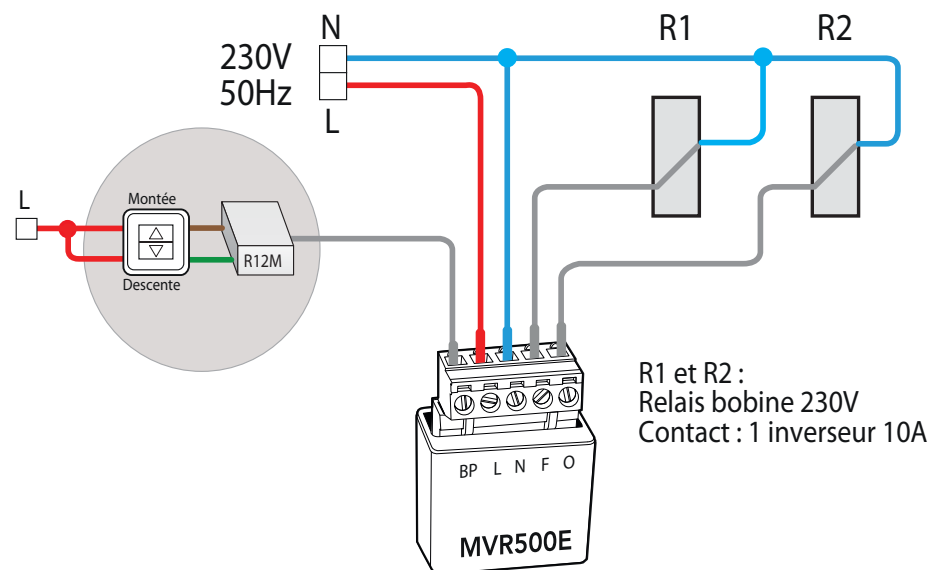 N
230V
50Hz
L
R1
R2
L
Montée
R12M
Descente
R1 et R2 :
Relais bobine 230V
Contact : 1 inverseur 10A
BP L N F O
MVR500E